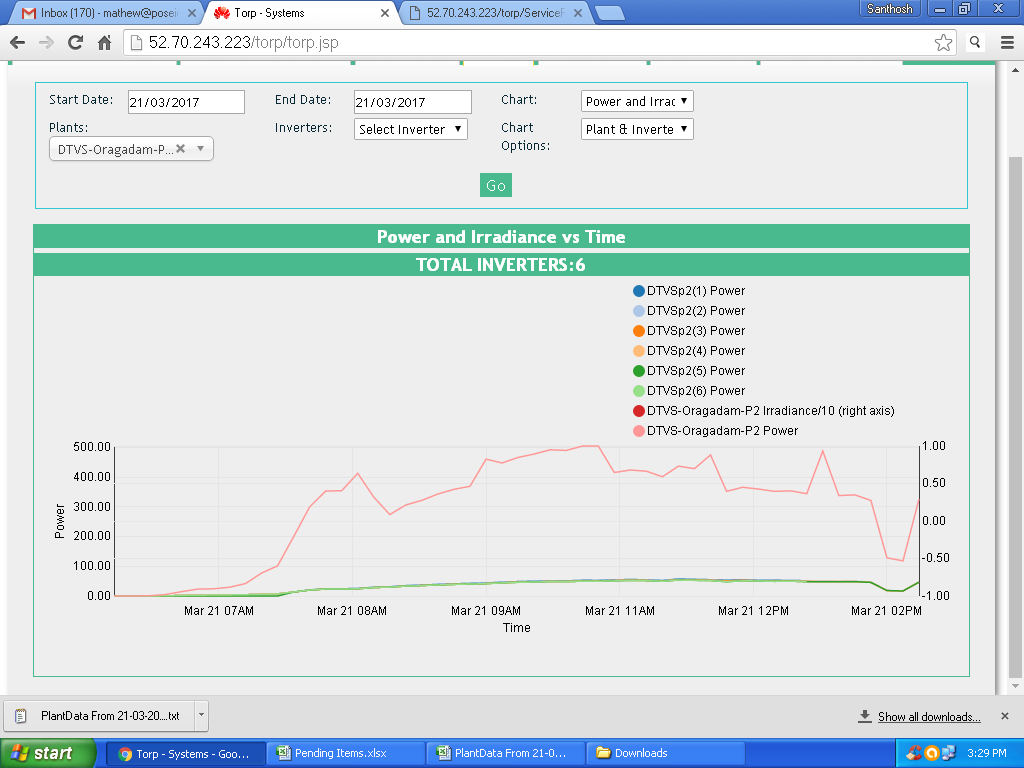 Inbox (170) - mathew@posei
Torp - Systems
52.70.243.223/torp/ServiceF
Santhosh
52.70.243.223/torp/torp.jsp
Start Date: 21/03/2017 End Date: 21/03/2017 Chart: Power and Irrac
Plants: Inverters: Select Inverter Chart Options: Plant & Inverte
DTVS-Oragadam-P...
Go
Power and Irradiance vs Time
TOTAL INVERTERS:6
DTVSp2(1) Power
DTVSp2(2) Power
DTVSp2(3) Power
DTVSp2(4) Power
DTVSp2(5) Power
DTVSp2(6) Power
DTVS-Oragadam-P2 Irradiance/10 (right axis)
DTVS-Oragadam-P2 Power
500.00
400.00
300.00
200.00
100.00
0.00
Power
1.00
0.50
0.00
-0.50
-1.00
Mar 21 07AM Mar 21 08AM Mar 21 09AM Mar 21 11AM Mar 21 12PM Mar 21 02PM
Time
PlantData From 21-03-20....txt
Show all downloads...
start
Torp - Systems - Goo...
Pending Items.xlsx
PlantData From 21-0...
Downloads
3:29 PM